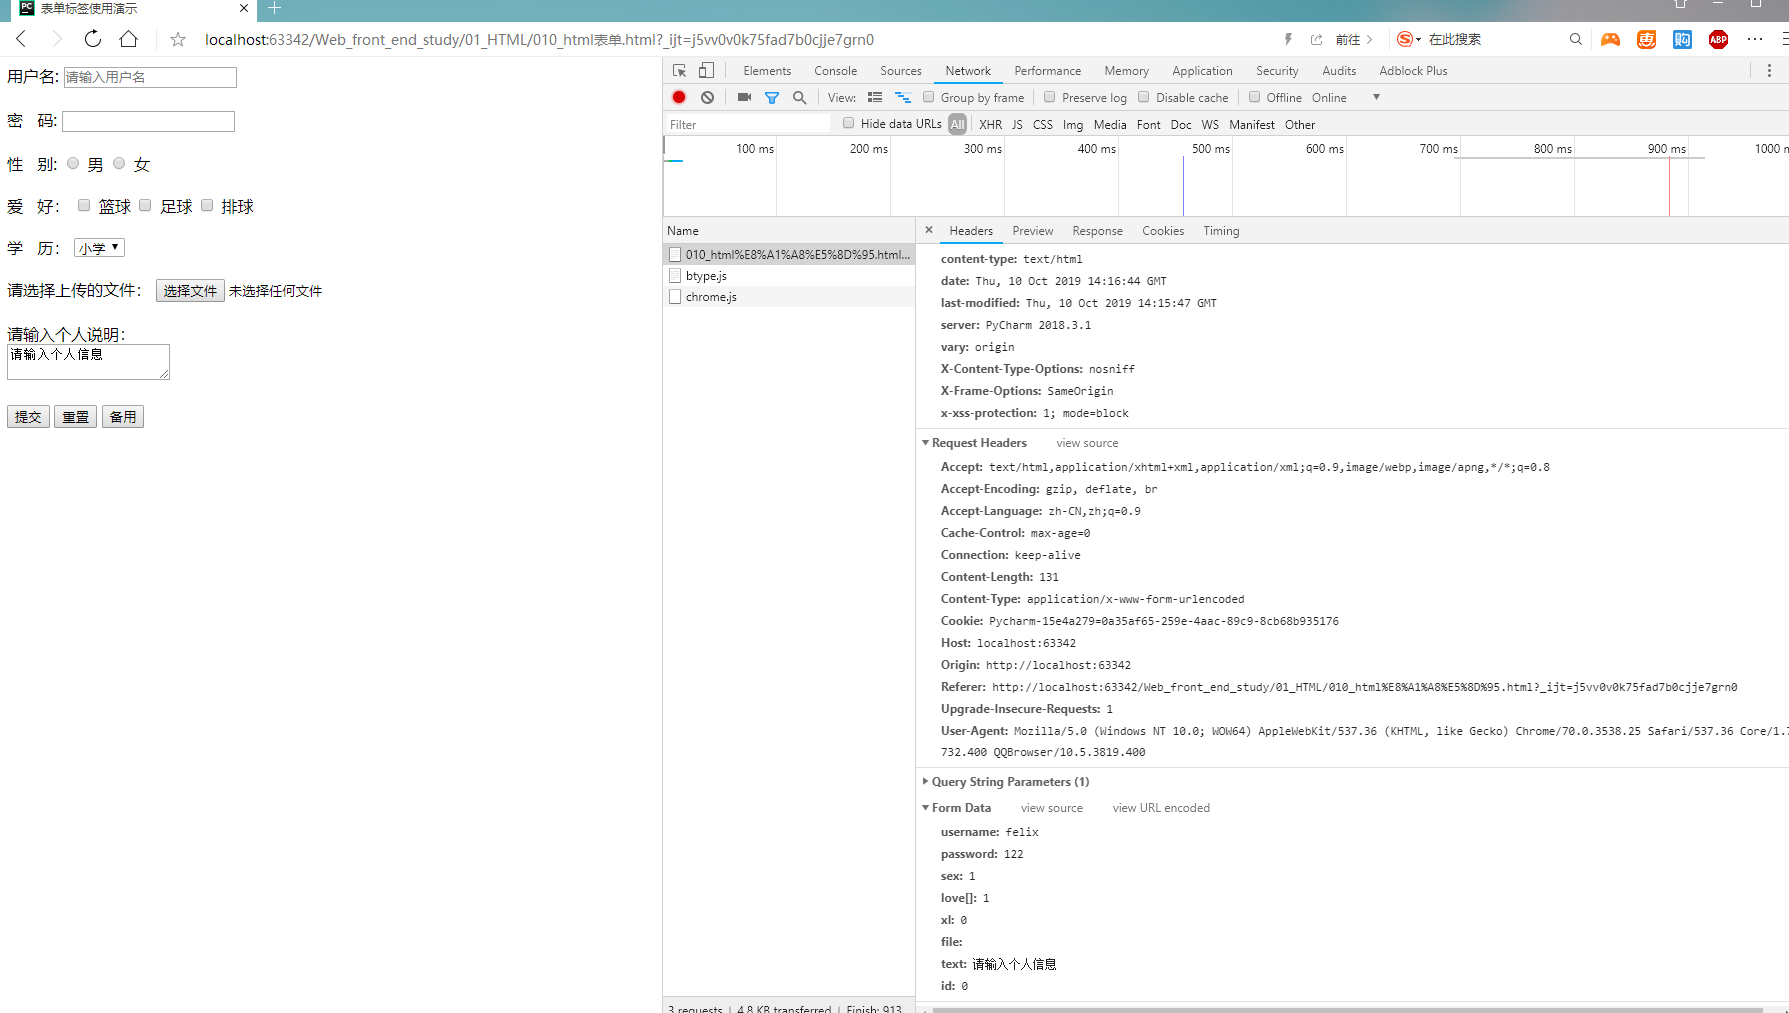 表单标签使用演示
localhost:63342/Web_front_end_study/01_HTML/010_html表单.html?_ijt=j5vv0v0k75fad7b0cjje7grn0
前往
在此搜索
ABP
用户名: 请输入用户名
密 码:
性 别: 男 女
爱 好： 篮球 足球 排球
学 历： 小学
请选择上传的文件： 选择文件 未选择任何文件
请输入个人说明：
请输入个人信息
提交 重置 备用
Elements Console Sources Network Performance Memory Application Security Audits Adblock Plus
View: Group by frame Preserve log Disable cache Offline Online
Filter Hide data URLs All XHR JS CSS Img Media Font Doc WS Manifest Other
100 ms 200 ms 300 ms 400 ms 500 ms 600 ms 700 ms 800 ms 900 ms 1000 m
Name
010_html%E8%A1%A8%E5%8D%95.html...
btype.js
chrome.js
Headers Preview Response Cookies Timing
content-type: text/html
date: Thu, 10 Oct 2019 14:16:44 GMT
last-modified: Thu, 10 Oct 2019 14:15:47 GMT
server: PyCharm 2018.3.1
vary: origin
X-Content-Type-Options: nosniff
X-Frame-Options: SameOrigin
x-xss-protection: 1; mode=block
Request Headers view source
Accept: text/html,application/xhtml+xml,application/xml;q=0.9,image/webp,image/apng,*/*;q=0.8
Accept-Encoding: gzip, deflate, br
Accept-Language: zh-CN,zh;q=0.9
Cache-Control: max-age=0
Connection: keep-alive
Content-Length: 131
Content-Type: application/x-www-form-urlencoded
Cookie: Pycharm-15e4a279=0a35af65-259e-4aac-89c9-8cb68b935176
Host: localhost:63342
Origin: http://localhost:63342
Referer: http://localhost:63342/Web_front_end_study/01_HTML/010_html%E8%A1%A8%E5%8D%95.html?_ijt=j5vv0v0k75fad7b0cjje7grn0
Upgrade-Insecure-Requests: 1
User-Agent: Mozilla/5.0 (Windows NT 10.0; WOW64) AppleWebKit/537.36 (KHTML, like Gecko) Chrome/70.0.3538.25 Safari/537.36 Core/1.7
732.400 QQBrowser/10.5.3819.400
Query String Parameters (1)
Form Data view source view URL encoded
username: felix
password: 122
sex: 1
love[]: 1
xl: 0
file:
text: 请输入个人信息
id: 0
3 requests | 4.8 KB transferred | Finish: 913